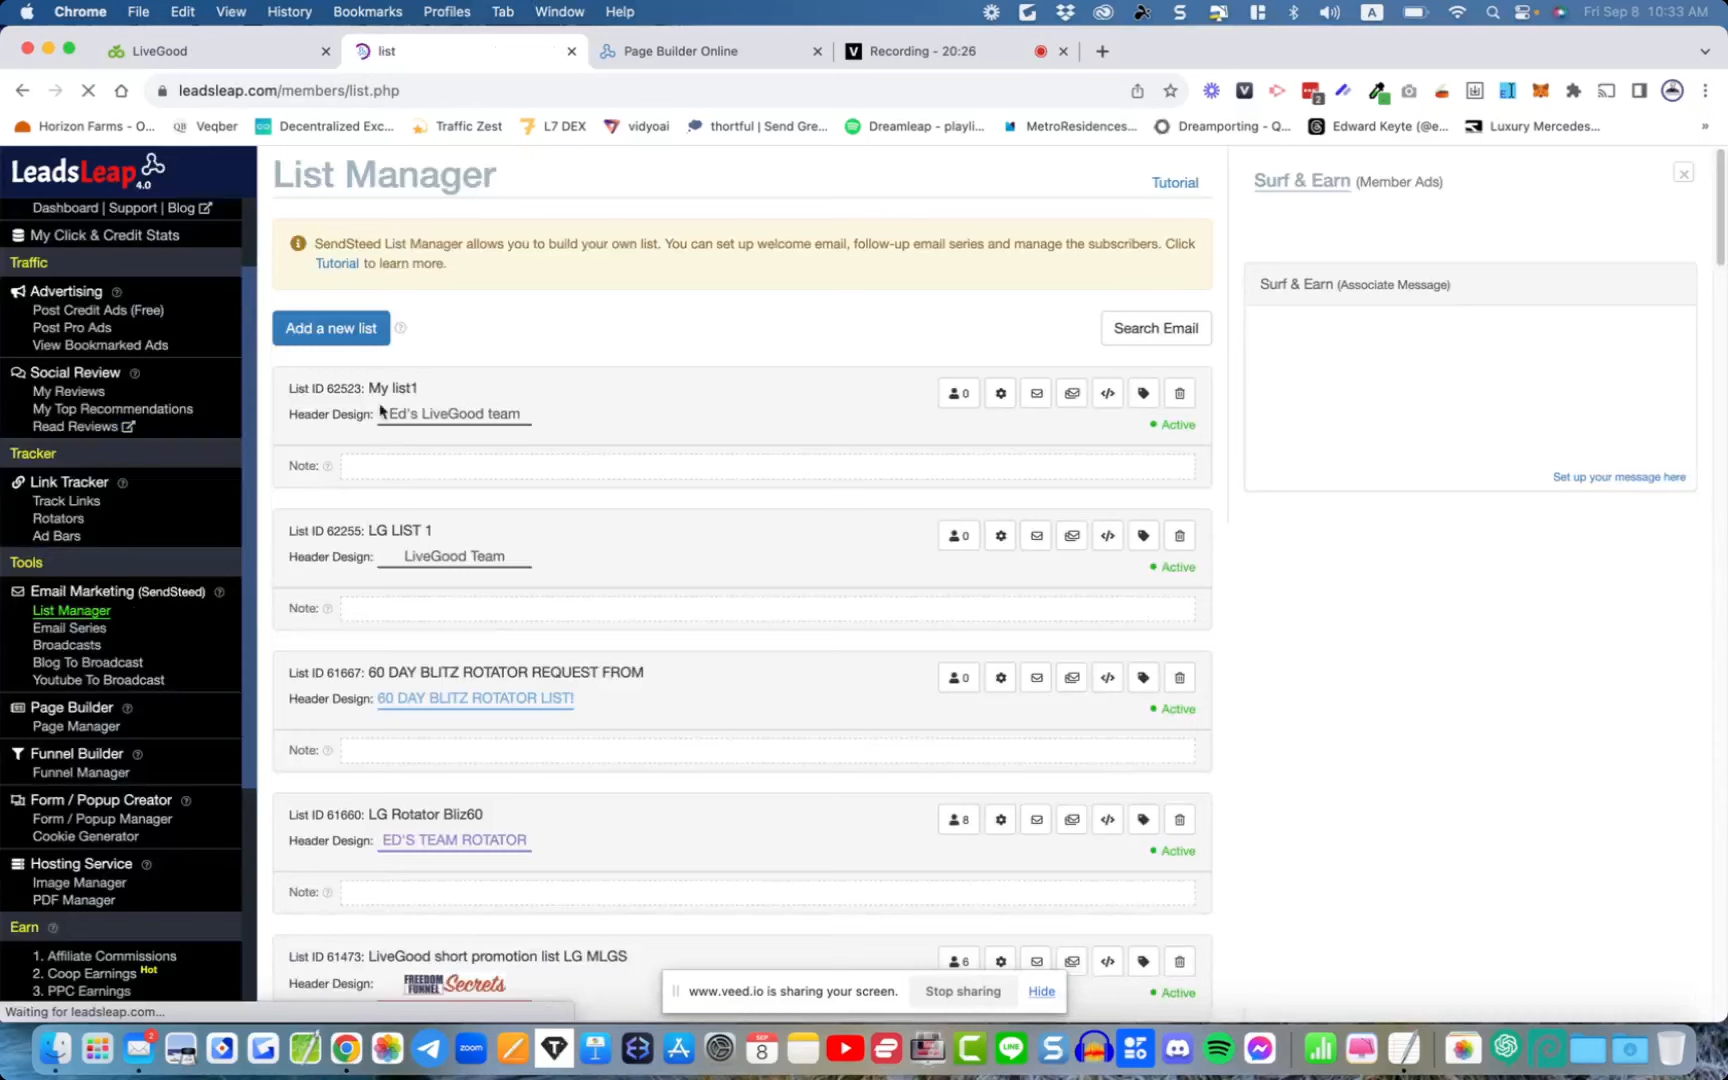 Chrome File Edit View History Bookmarks Profiles Tab Window Help
A
Fri Sep 8 10:33 AM
LiveGood
list
Page Builder Online
V Recording - 20:26
leadsleap.com/members/list.php
Horizon Farms - O...
QB Veqber
Decentralized Exc...
Traffic Zest
L7 DEX
vidyoai
thortful | Send Gre...
Dreamleap - playli...
MetroResidences...
Dreamporting - Q...
Edward Keyte (@e...
Luxury Mercedes...
»
LeadsLeap 4.0
Dashboard | Support | Blog
My Click & Credit Stats
Traffic
Advertising
Post Credit Ads (Free)
Post Pro Ads
View Bookmarked Ads
Social Review
My Reviews
My Top Recommendations
Read Reviews
Tracker
Link Tracker
Track Links
Rotators
Ad Bars
Tools
Email Marketing (SendSteed)
List Manager
Email Series
Broadcasts
Blog To Broadcast
Youtube To Broadcast
Page Builder
Page Manager
Funnel Builder
Funnel Manager
Form / Popup Creator
Form / Popup Manager
Cookie Generator
Hosting Service
Image Manager
PDF Manager
Earn
1. Affiliate Commissions
2. Coop Earnings Hot
3. PPC Earnings
Waiting for leadsleap.com...
List Manager
Tutorial
SendSteed List Manager allows you to build your own list. You can set up welcome email, follow-up email series and manage the subscribers. Click
Tutorial to learn more.
Add a new list
Search Email
List ID 62523: My list1
0
Header Design: Ed's LiveGood team
Active
Note:
List ID 62255: LG LIST 1
0
Header Design: LiveGood Team
Active
Note:
List ID 61667: 60 DAY BLITZ ROTATOR REQUEST FROM
0
Header Design: 60 DAY BLITZ ROTATOR LIST!
Active
Note:
List ID 61660: LG Rotator Bliz60
8
Header Design: ED'S TEAM ROTATOR
Active
Note:
List ID 61473: LiveGood short promotion list LG MLGS
6
Header Design: FREEDOM FUNNEL Secrets
Active
Surf & Earn (Member Ads)
Surf & Earn (Associate Message)
Set up your message here
www.veed.io is sharing your screen.
Stop sharing
Hide
2
zoom
SEP
8